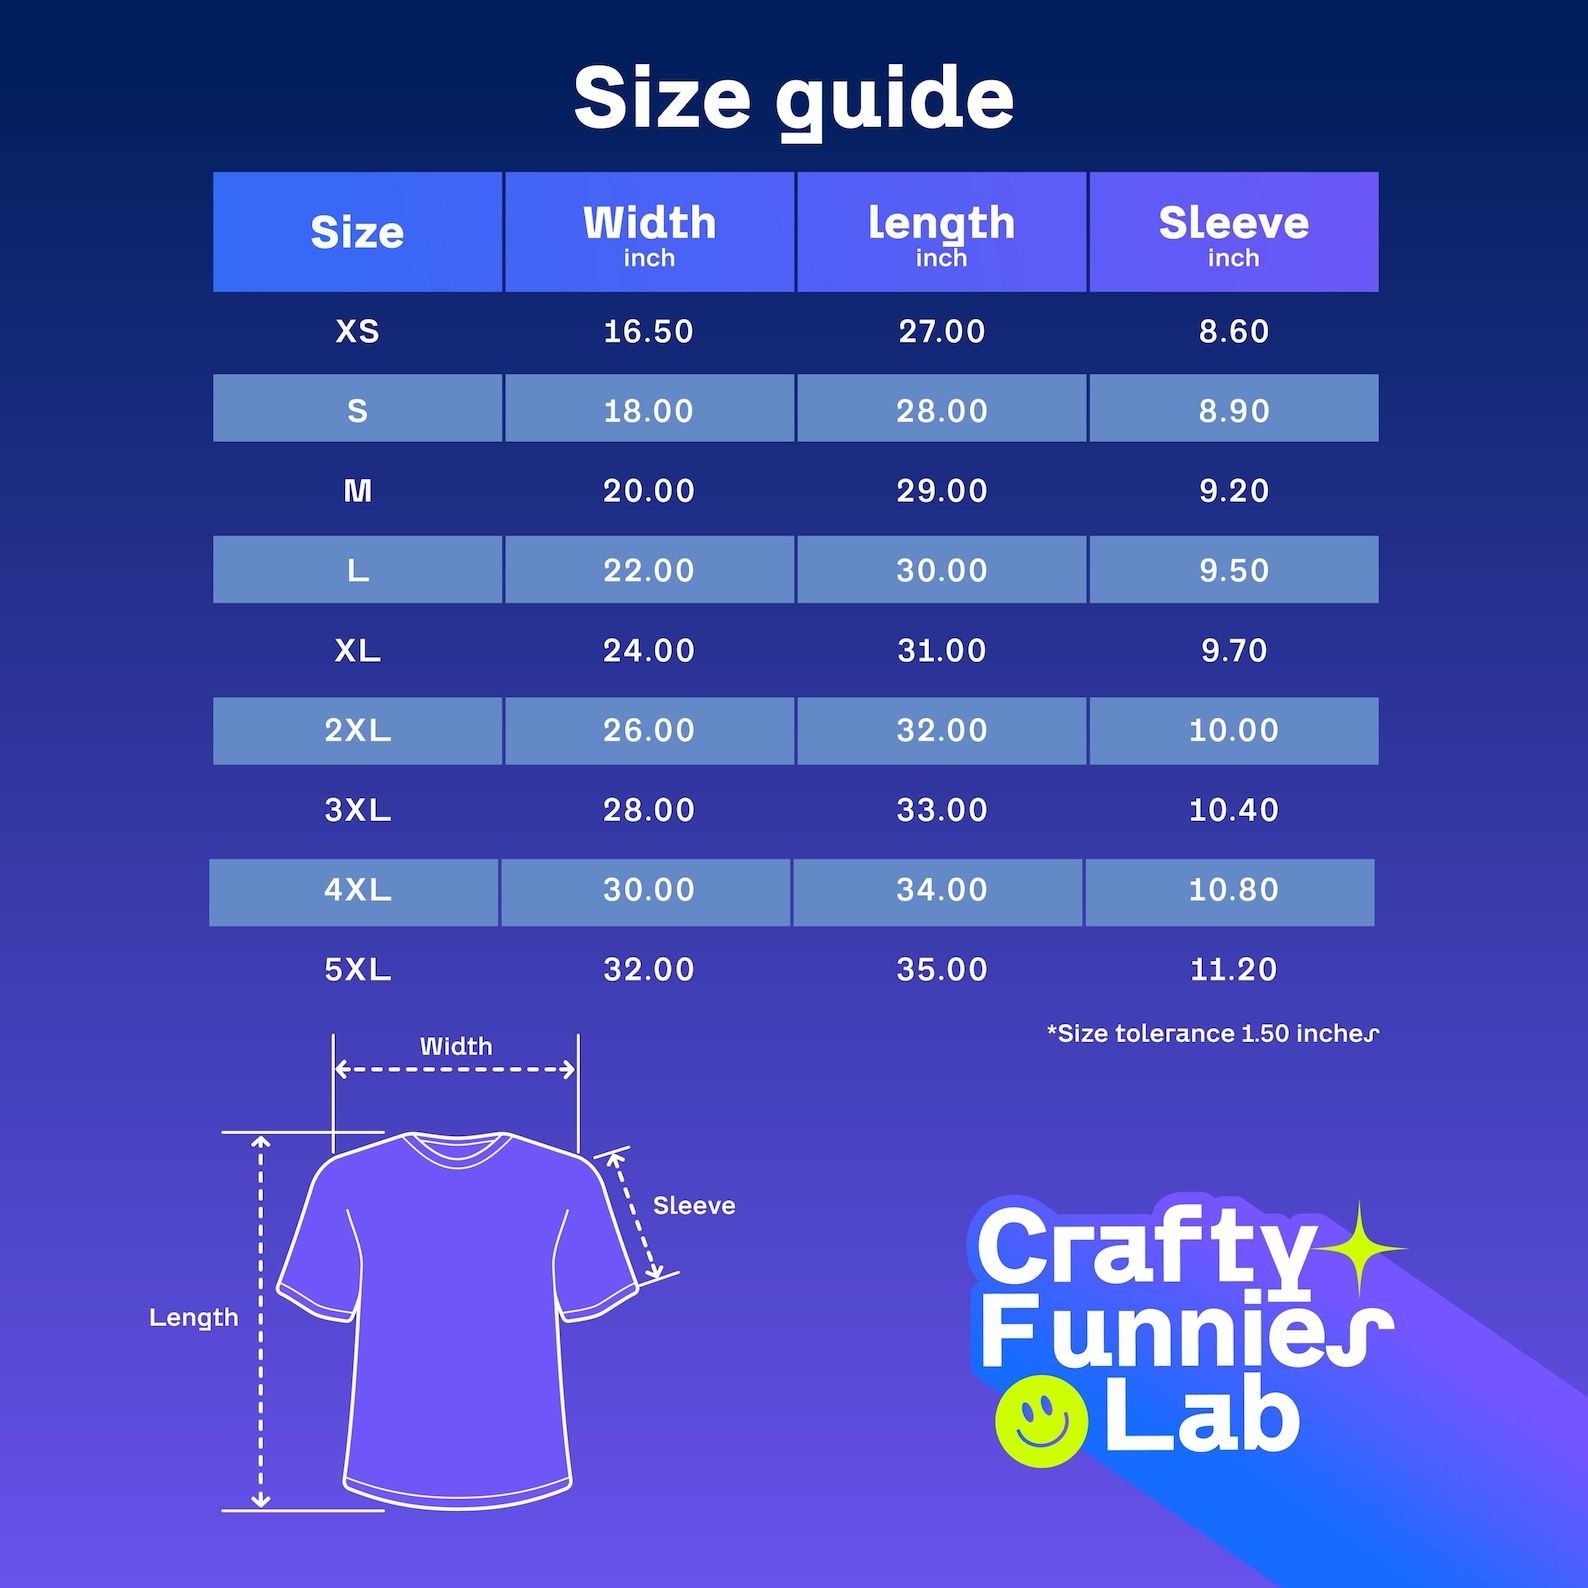 Size guide
Size Width length Sleeve
inch inch inch
XS 16.50 27.00 8.60
S 18.00 28.00 8.90
M 20.00 29.00 9.20
L 22.00 30.00 9.50
XL 24.00 31.00 9.70
2XL 26.00 32.00 10.00
3XL 28.00 33.00 10.40
4XL 30.00 34.00 10.80
5XL 32.00 35.00 11.20
*Size tolerance 1.50 inches
Width
Sleeve
Length
Crafty
Funnies
Lab